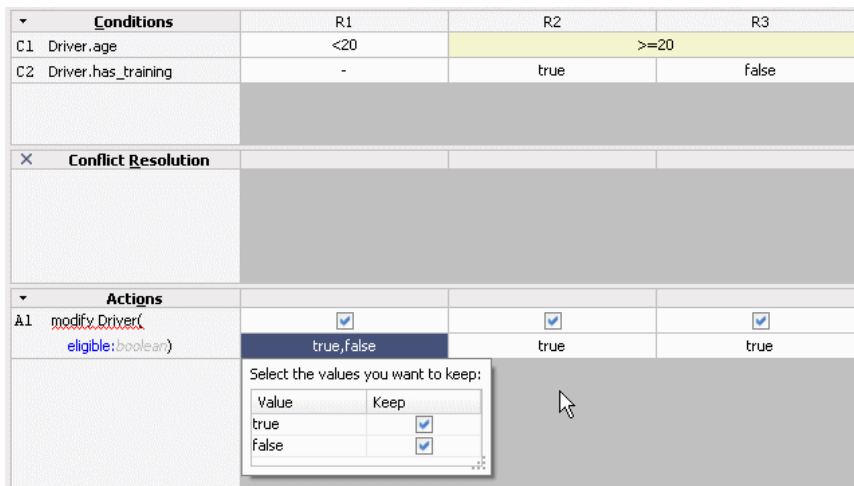 Conditions R1 R2 R3
C1 Driver.age <20 >=20
C2 Driver.has_training - true false
Conflict Resolution
Actions
A1 modify Driver(
eligible:boolean) true,false true true
Select the values you want to keep:
Value Keep
true
false